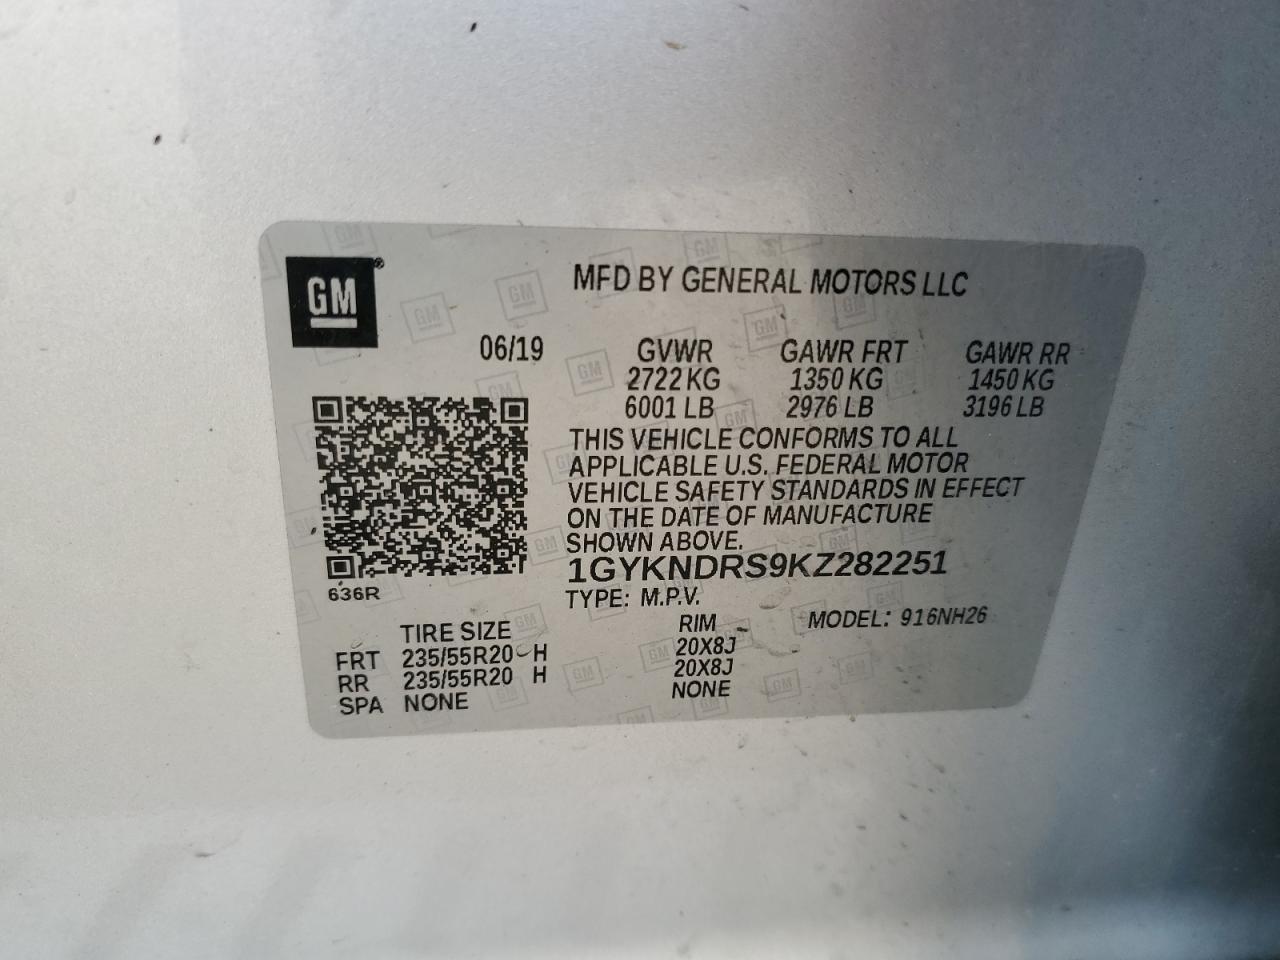 GM®
MFD BY GENERAL MOTORS LLC
06/19
GVWR GAWR FRT GAWR RR
2722 KG 1350 KG 1450 KG
6001 LB 2976 LB 3196 LB
THIS VEHICLE CONFORMS TO ALL
APPLICABLE U.S. FEDERAL MOTOR
VEHICLE SAFETY STANDARDS IN EFFECT
ON THE DATE OF MANUFACTURE
SHOWN ABOVE.
1GYKNDRS9KZ282251
636R
TYPE: M.P.V.
TIRE SIZE RIM MODEL: 916NH26
FRT 235/55R20 H 20X8J
RR 235/55R20 H 20X8J
SPA NONE NONE